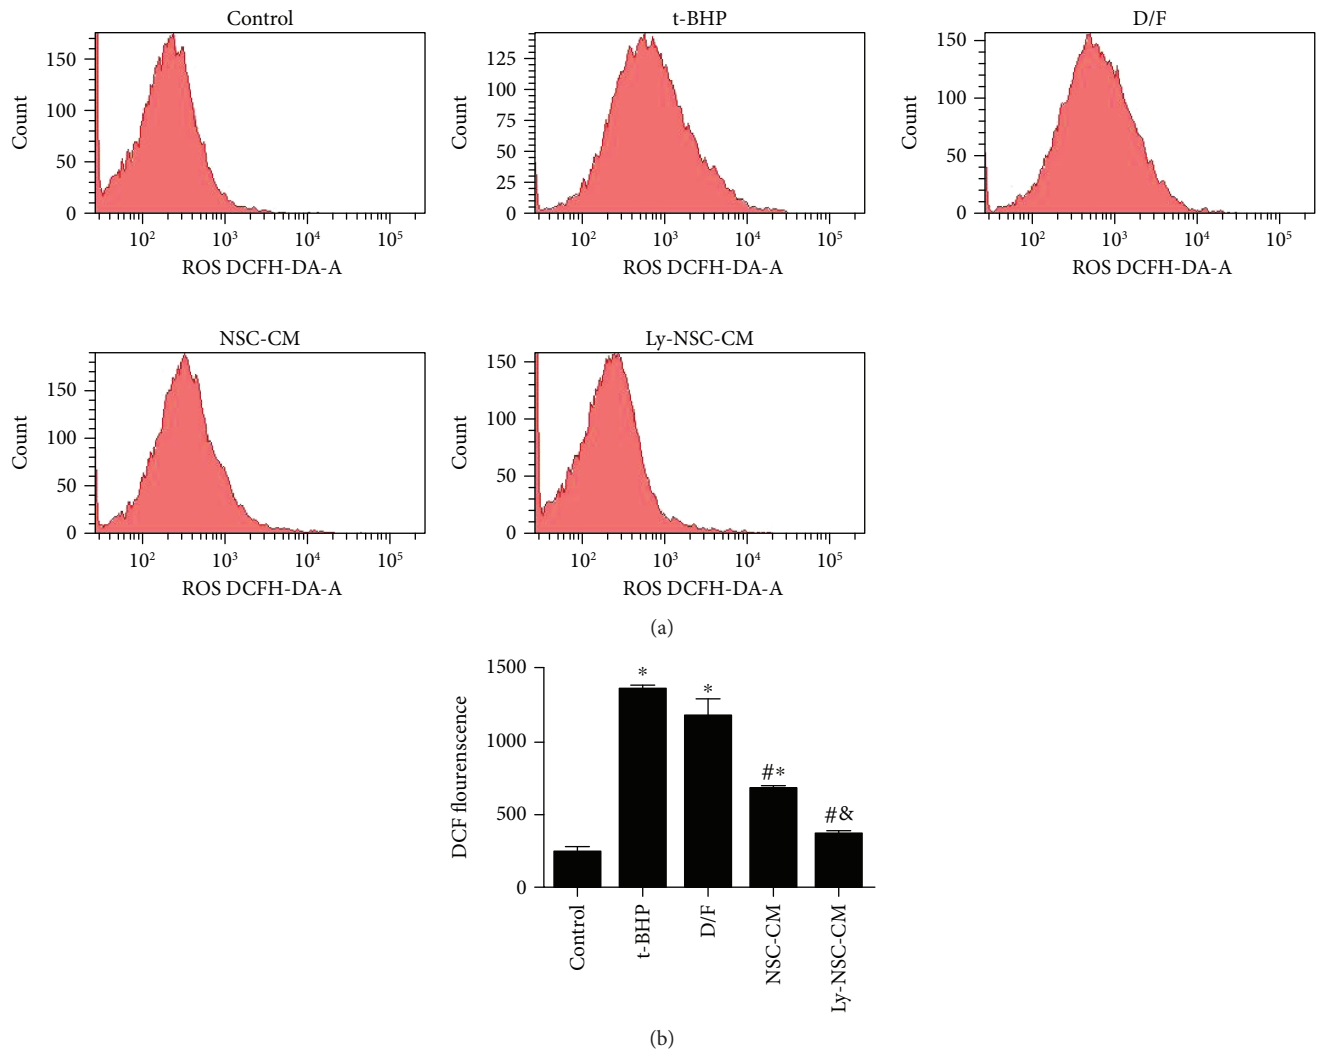 Control
t-BHP
D/F
150
100
50
0
Count
10² 10³ 10⁴ 10⁵
ROS DCFH-DA-A
125
100
75
50
25
0
Count
10² 10³ 10⁴ 10⁵
ROS DCFH-DA-A
150
100
50
0
Count
10² 10³ 10⁴ 10⁵
ROS DCFH-DA-A
NSC-CM
Ly-NSC-CM
150
100
50
0
Count
10² 10³ 10⁴ 10⁵
ROS DCFH-DA-A
150
100
50
0
Count
10² 10³ 10⁴ 10⁵
ROS DCFH-DA-A
(a)
DCF flourenscence
1500
1000
500
0
*
*
#*
#&
Control
t-BHP
D/F
NSC-CM
Ly-NSC-CM
(b)